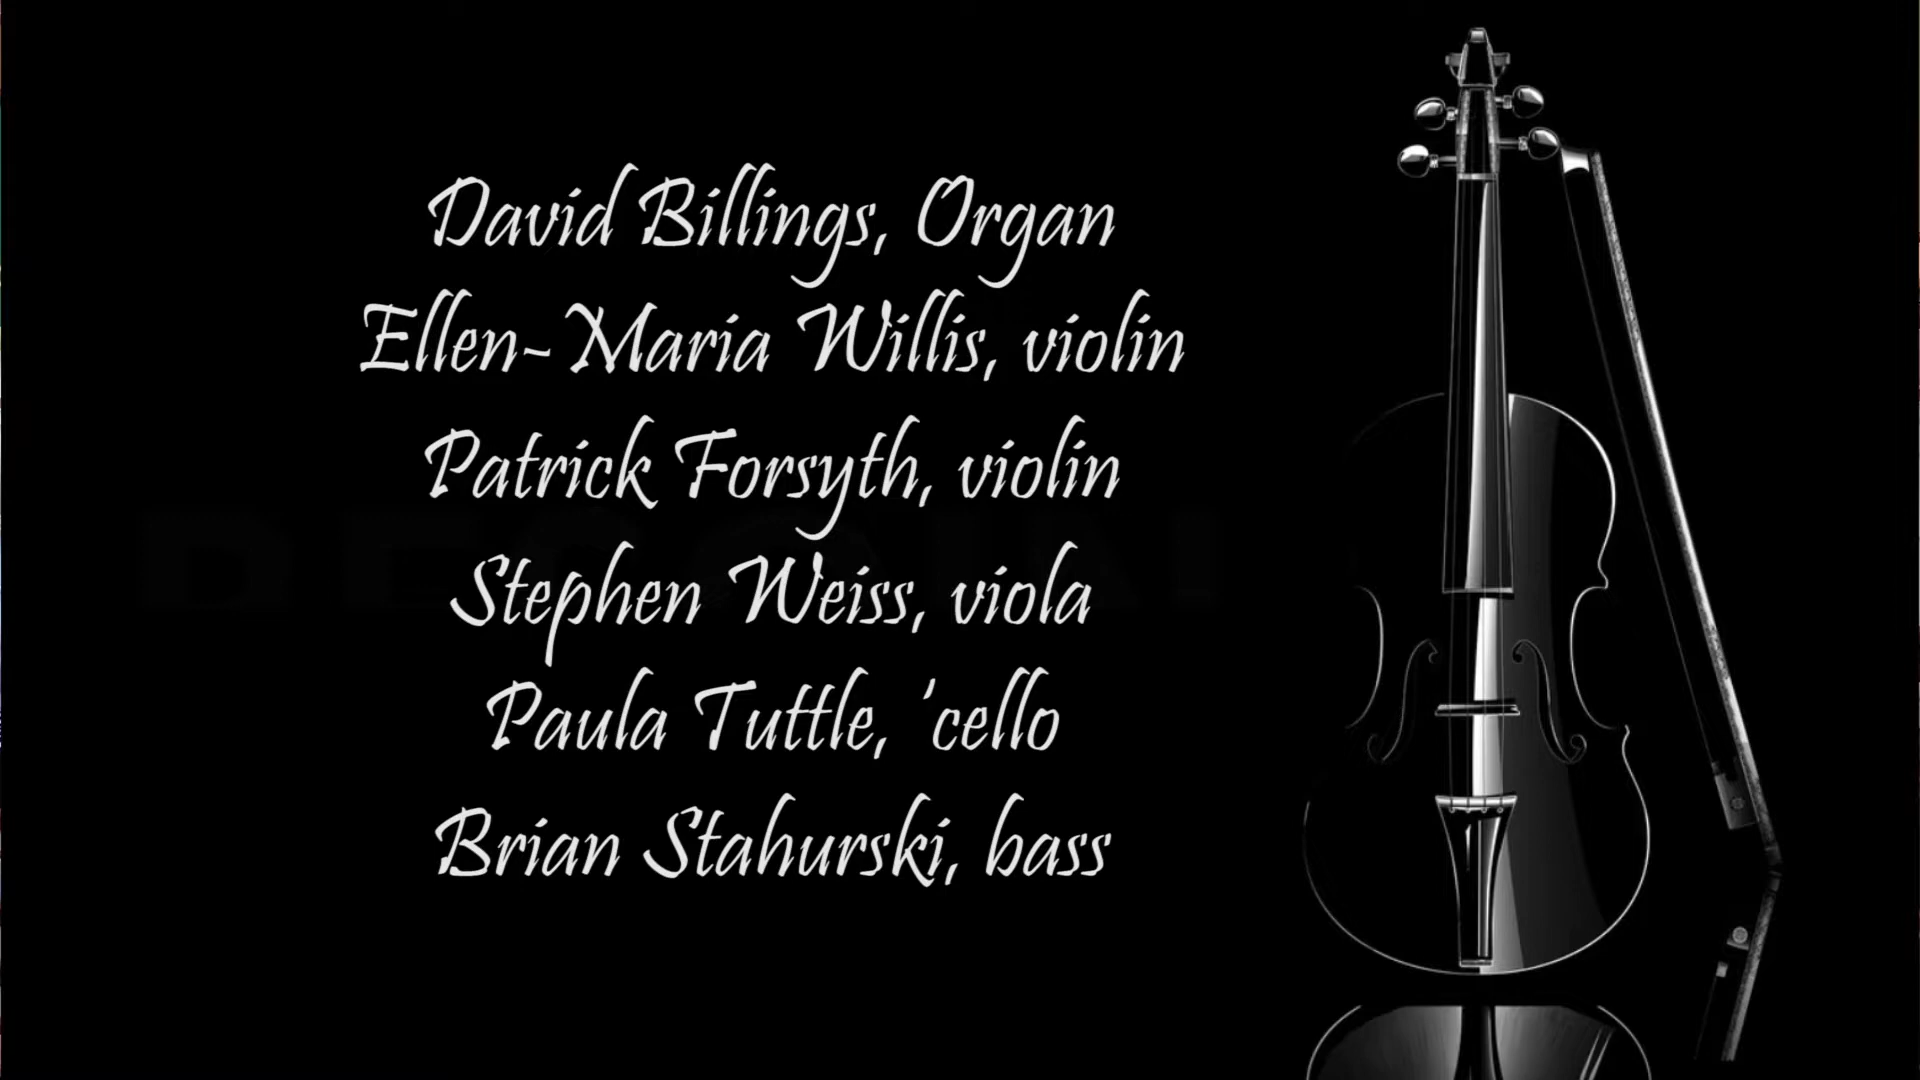 David Billings, Organ
Ellen-Maria Willis, violin
Patrick Forsyth, violin
Stephen Weiss, viola
Paula Tuttle, 'cello
Brian Stahurski, bass